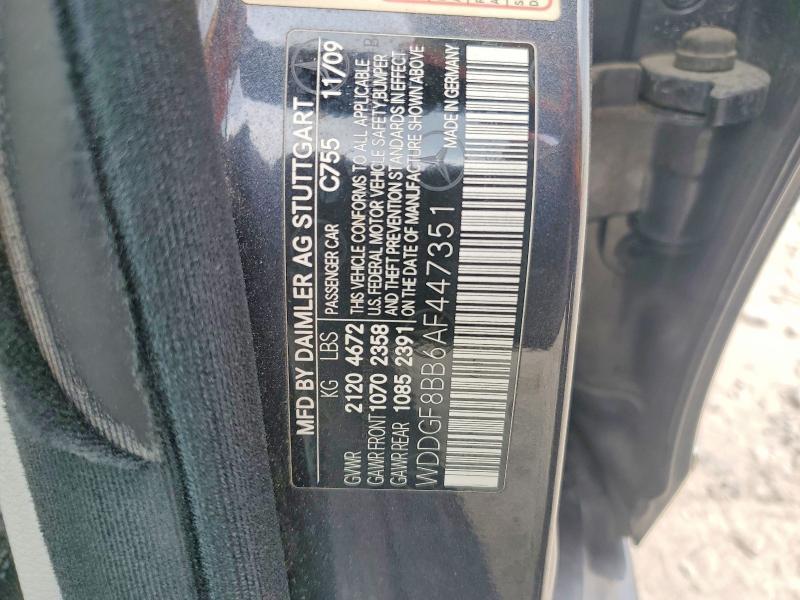 MFD BY DAIMLER AG STUTTGART
KG LBS PASSENGER CAR C755 11/09
GVWR 2120 4672 THIS VEHICLE CONFORMS TO ALL APPLICABLE
GAWR FRONT 1070 2358 U.S. FEDERAL MOTOR VEHICLE SAFETY, BUMPER
GAWR REAR 1085 2391 AND THEFT PREVENTION STANDARDS IN EFFECT
ON THE DATE OF MANUFACTURE SHOWN ABOVE
WDDGF8BB6AF447351 MADE IN GERMANY